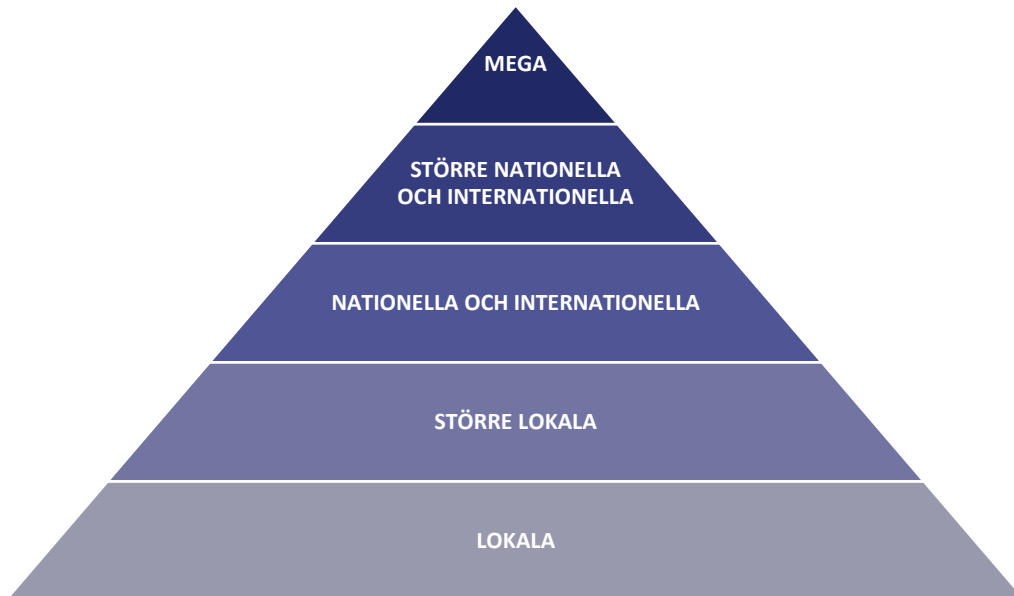 MEGA
STÖRRE NATIONELLA
OCH INTERNATIONELLA
NATIONELLA OCH INTERNATIONELLA
STÖRRE LOKALA
LOKALA